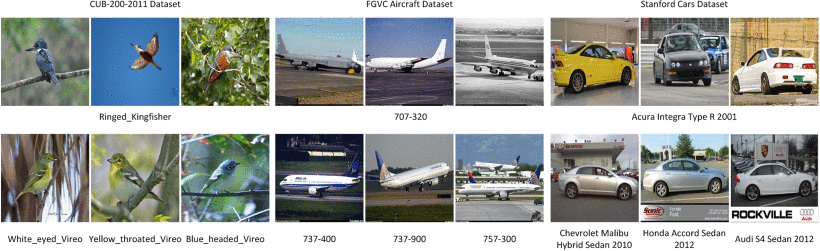 CUB-200-2011 Dataset
FGVC Aircraft Dataset
Stanford Cars Dataset
Ringed_Kingfisher
707-320
Acura Integra Type R 2001
White_eyed_Vireo
Yellow_throated_Vireo
Blue_headed_Vireo
737-400
737-900
757-300
Chevrolet Malibu
Hybrid Sedan 2010
Honda Accord Sedan
2012
Audi S4 Sedan 2012
Sonic
ROCKVILLE
Audi